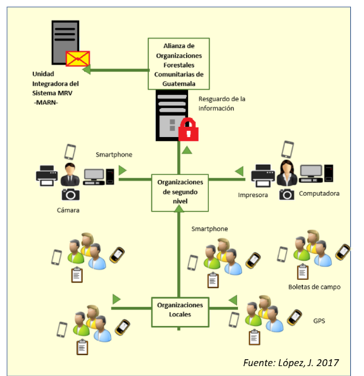 Unidad
Integradora del
Sistema MRV
-MARN-
Alianza de
Organizaciones
Forestales
Comunitarias de
Guatemala
Resguardo de la
información
Smartphone
Cámara
Organizaciones
de segundo
nivel
Impresora
Computadora
Smartphone
Boletas de campo
Organizaciones
Locales
GPS
Fuente: López, J. 2017